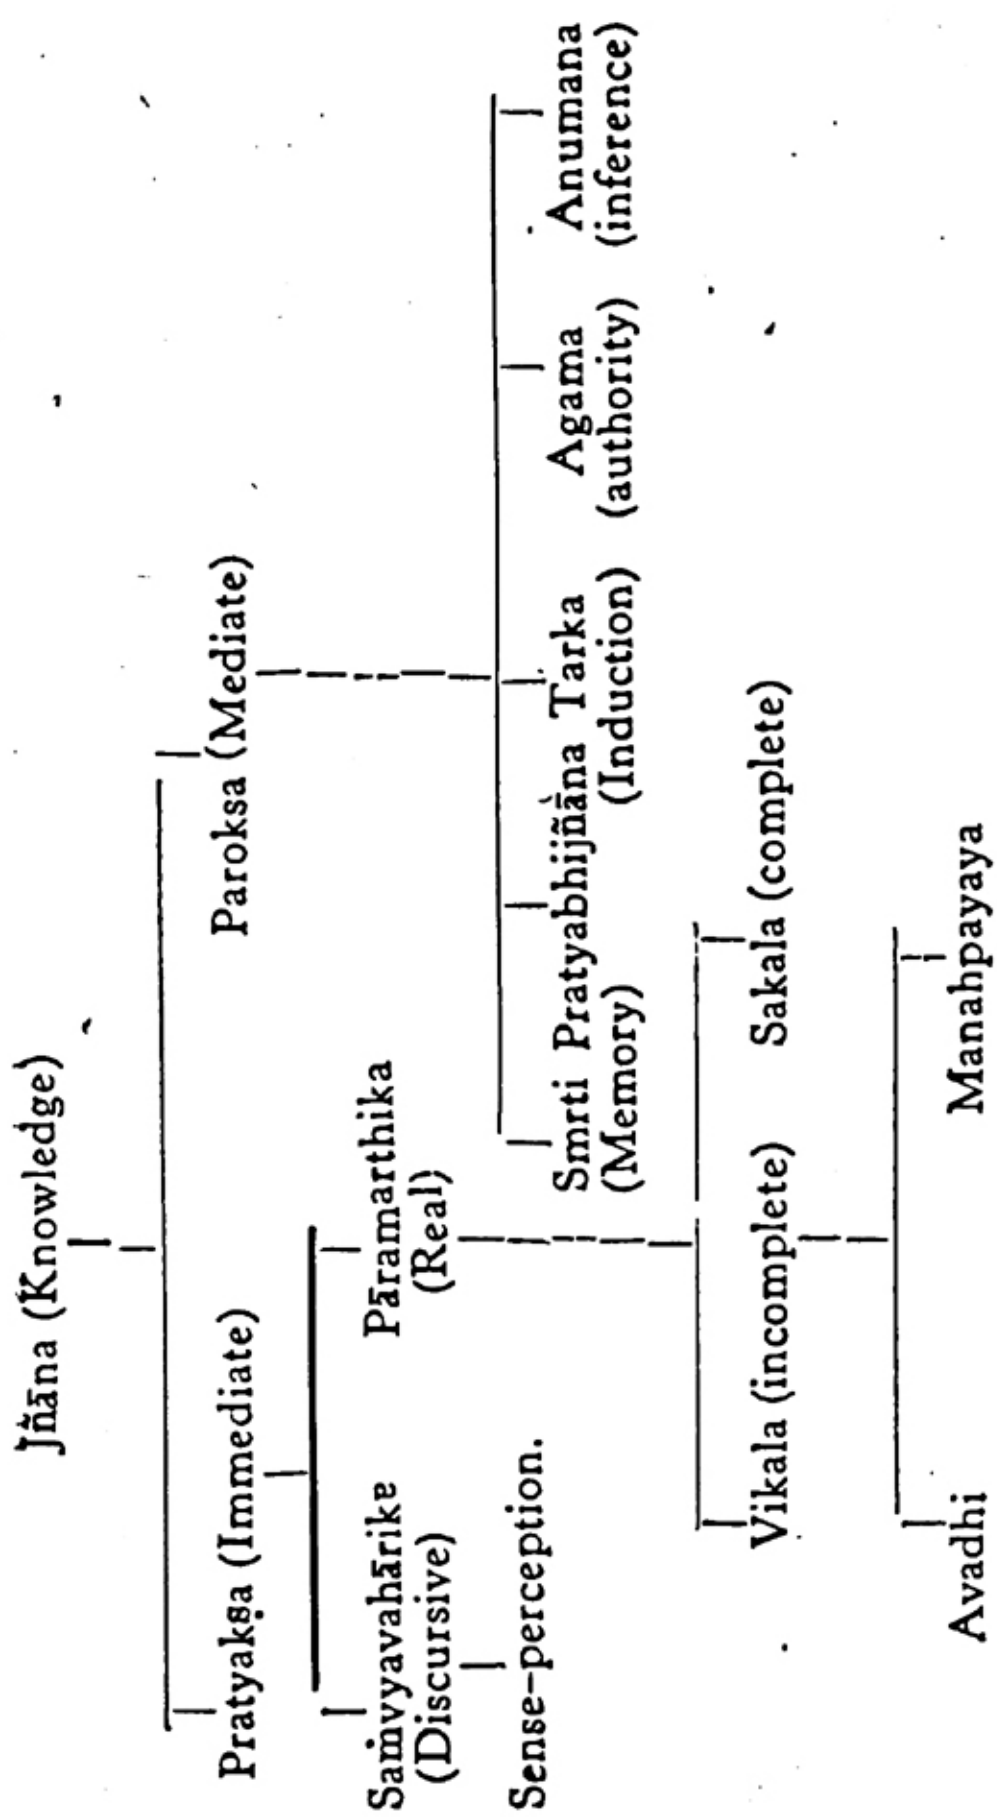 Jñāna (Knowledge)
Pratyakṣa (Immediate) Paroksa (Mediate)
Saṁvyavahārike Pāramarthika
(Discursive) (Real)
Sense-perception.
Smrti Pratyabhijñāna Tarka Agama Anumana
(Memory) (Induction) (authority) (inference)
Vikala (incomplete) Sakala (complete)
Avadhi Manahpayaya